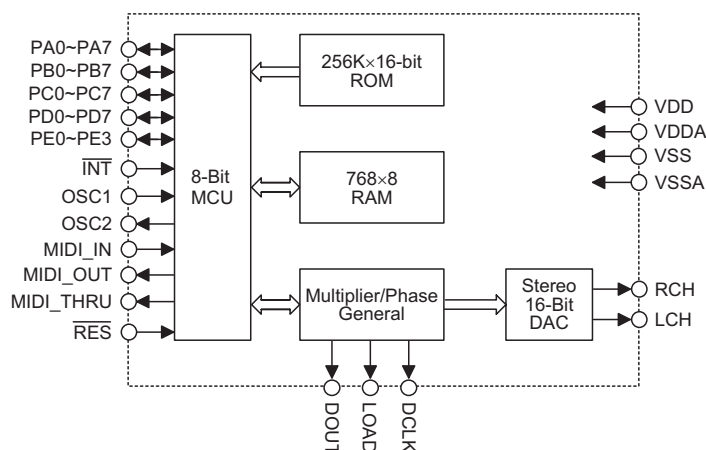 PA0~PA7
PB0~PB7
PC0~PC7
PD0~PD7
PE0~PE3
INT
OSC1
OSC2
MIDI_IN
MIDI_OUT
MIDI_THRU
RES
8-Bit
MCU
256K×16-bit
ROM
768×8
RAM
Multiplier/Phase
General
Stereo
16-Bit
DAC
VDD
VDDA
VSS
VSSA
RCH
LCH
DOUT
LOAD
DCLK